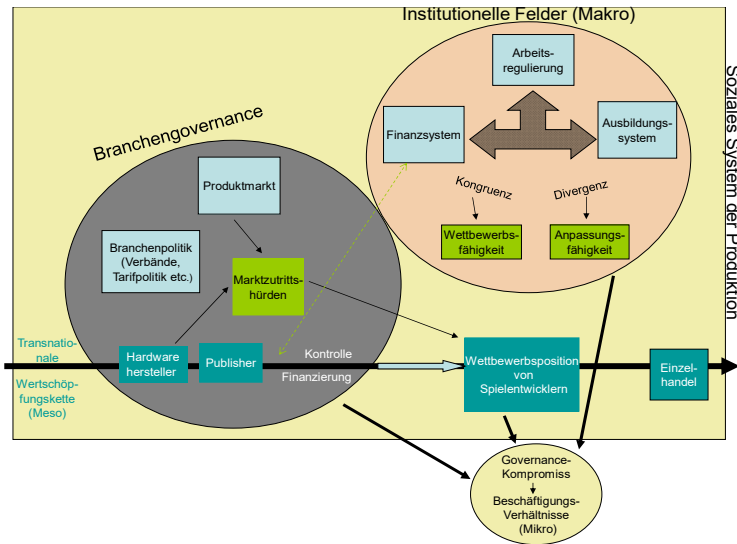 Institutionelle Felder (Makro)
Arbeits-
regulierung
Finanzsystem
Ausbildungs-
system
Kongruenz
Divergenz
Wettbewerbs-
fähigkeit
Anpassungs-
fähigkeit
Soziales System der Produktion
Branchengovernance
Produktmarkt
Branchenpolitik
(Verbände,
Tarifpolitik etc.)
Marktzutritts-
hürden
Transnatio-
nale
Wertschöp-
fungskette
(Meso)
Hardware
hersteller
Publisher
Kontrolle
Finanzierung
Wettbewerbsposition
von
Spielentwicklern
Einzel-
handel
Governance-
Kompromiss
Beschäftigungs-
Verhältnisse
(Mikro)